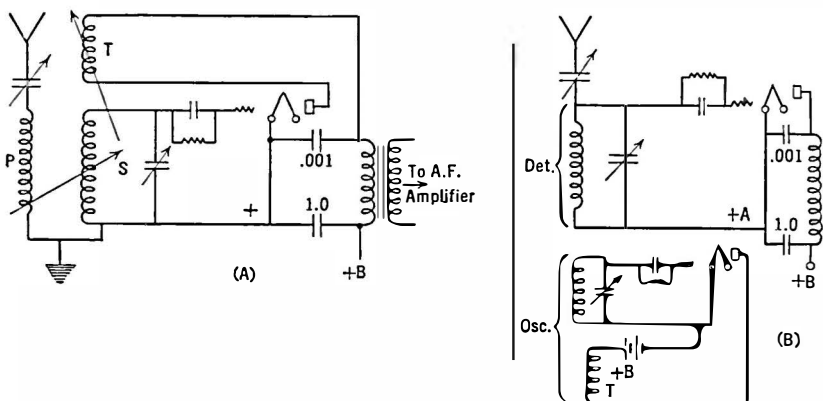 T
P
S
.001
To A.F.
Amplifier
+
1.0
+B
(A)
Det.
.001
+A
1.0
+B
Osc.
(B)
+B
T